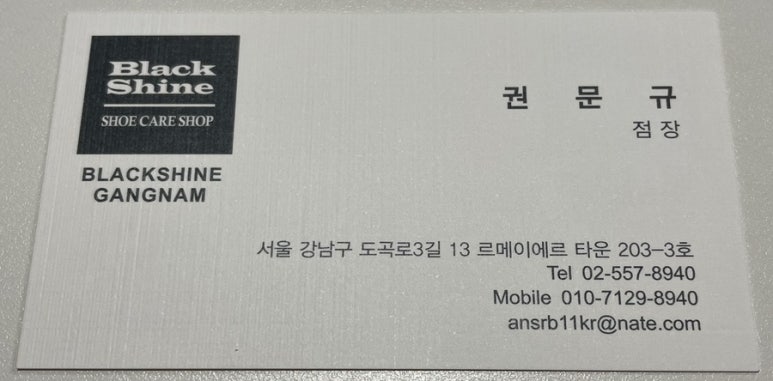 Black
Shine
SHOE CARE SHOP
BLACKSHINE
GANGNAM
권 문 규
점 장
서울 강남구 도곡로3길 13 르메이에르 타운 203-3호
Tel 02-557-8940
Mobile 010-7129-8940
ansrb11kr@nate.com